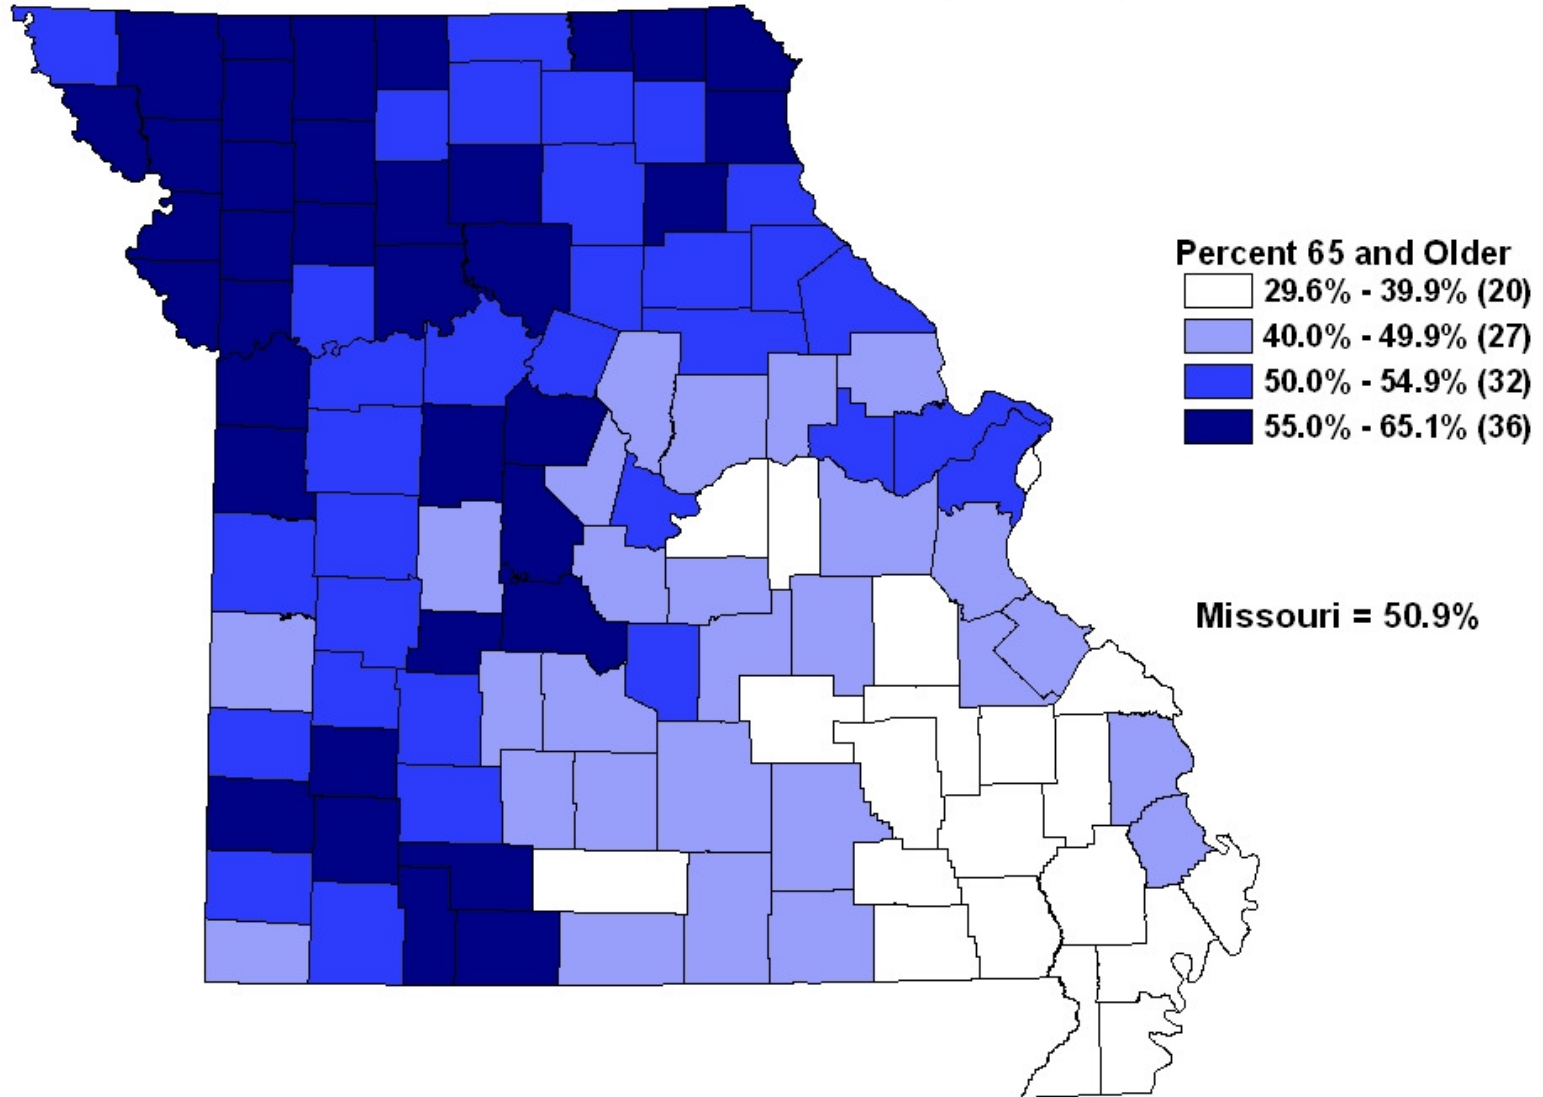 Percent 65 and Older
29.6% - 39.9% (20)
40.0% - 49.9% (27)
50.0% - 54.9% (32)
55.0% - 65.1% (36)
Missouri = 50.9%